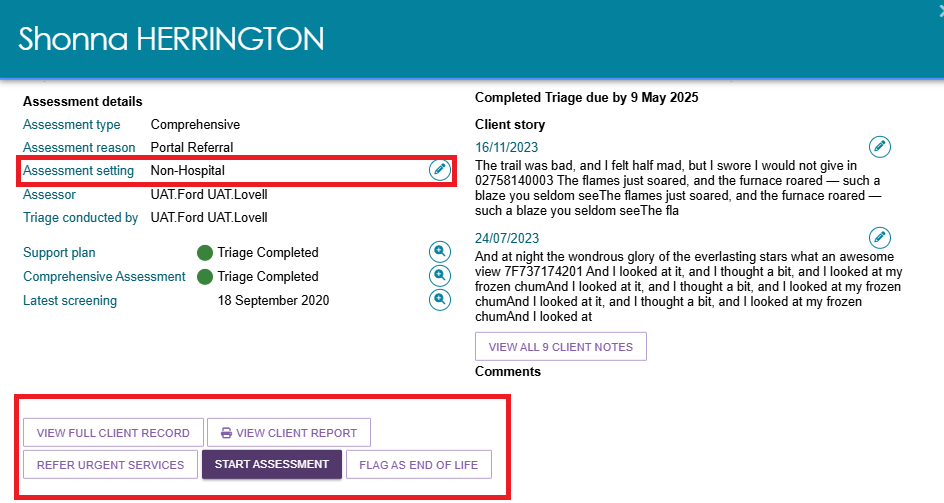 Shonna HERRINGTON
Assessment details
Assessment type Comprehensive
Assessment reason Portal Referral
Assessment setting Non-Hospital
Assessor UAT.Ford UAT.Lovell
Triage conducted by UAT.Ford UAT.Lovell
Support plan Triage Completed
Comprehensive Assessment Triage Completed
Latest screening 18 September 2020
Completed Triage due by 9 May 2025
Client story
16/11/2023
The trail was bad, and I felt half mad, but I swore I would not give in
02758140003 The flames just soared, and the furnace roared — such a
blaze you seldom seeThe flames just soared, and the furnace roared —
such a blaze you seldom seeThe fla
24/07/2023
And at night the wondrous glory of the everlasting stars what an awesome
view 7F737174201 And I looked at it, and I thought a bit, and I looked at my
frozen chumAnd I looked at it, and I thought a bit, and I looked at my frozen
chumAnd I looked at it, and I thought a bit, and I looked at my frozen
chumAnd I looked at
VIEW ALL 9 CLIENT NOTES
Comments
VIEW FULL CLIENT RECORD VIEW CLIENT REPORT
REFER URGENT SERVICES START ASSESSMENT FLAG AS END OF LIFE